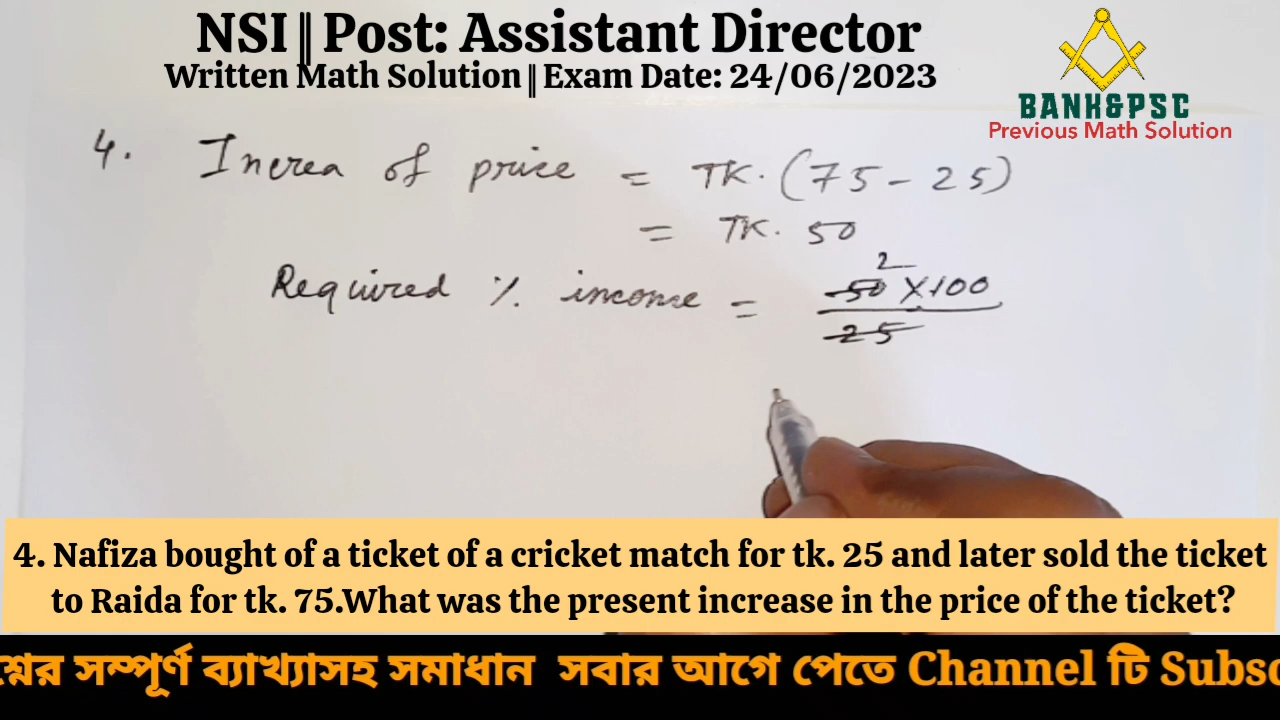 NSI || Post: Assistant Director
Written Math Solution || Exam Date: 24/06/2023
BANK&PSC
Previous Math Solution
4. Increa of price = TK. (75 - 25)
= TK. 50
2
Required % income = 50 X 100
25
4. Nafiza bought of a ticket of a cricket match for tk. 25 and later sold the ticket
to Raida for tk. 75.What was the present increase in the price of the ticket?
শ্নের সম্পূর্ণ ব্যাখ্যাসহ সমাধান সবার আগে পেতে Channel টি Subsc